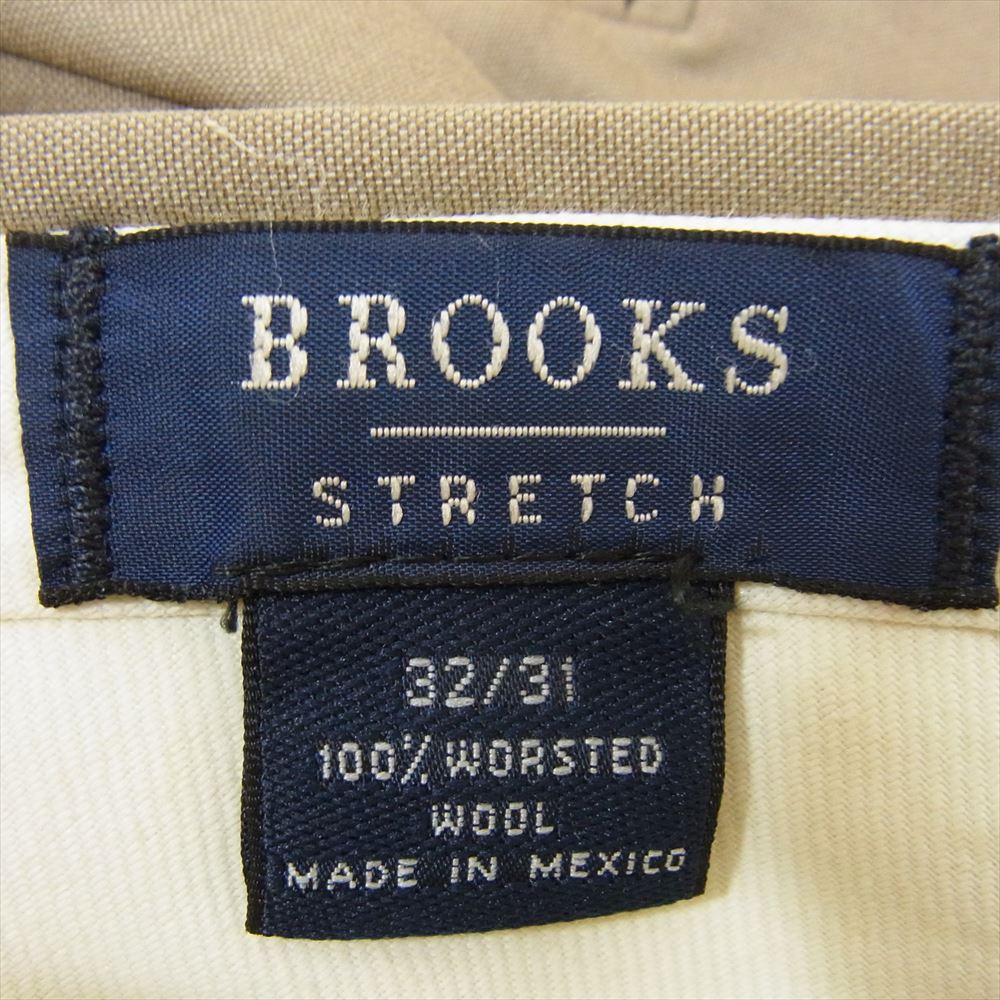 BROOKS
STRETCH
32/31
100% WORSTED
WOOL
MADE IN MEXICO